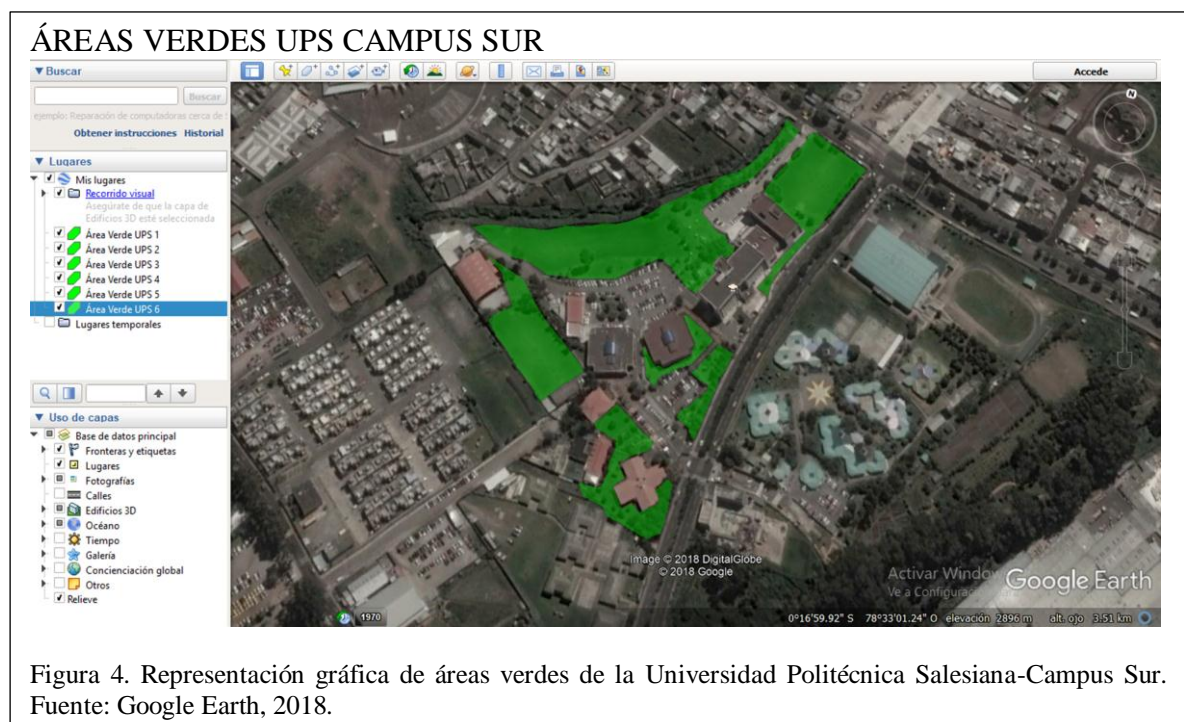 ÁREAS VERDES UPS CAMPUS SUR
Buscar
Accede
Buscar
ejemplo: Reparación de computadoras cerca de
Obtener instrucciones Historial
Lugares
Mis lugares
Recorrido visual
Asegúrate de que la capa de
Edificios 3D esté seleccionada
Área Verde UPS 1
Área Verde UPS 2
Área Verde UPS 3
Área Verde UPS 4
Área Verde UPS 5
Área Verde UPS 6
Lugares temporales
Uso de capas
Base de datos principal
Fronteras y etiquetas
Lugares
Fotografías
Calles
Edificios 3D
Océano
Tiempo
Galería
Concienciación global
Otros
Relieve
N
Image © 2018 DigitalGlobe
© 2018 Google
Activar Window
Ve a Configurac
Google Earth
1970
0°16'59.92" S 78°33'01.24" O elevación 2896 m alt. ojo 3.51 km
Figura 4. Representación gráfica de áreas verdes de la Universidad Politécnica Salesiana-Campus Sur.
Fuente: Google Earth, 2018.